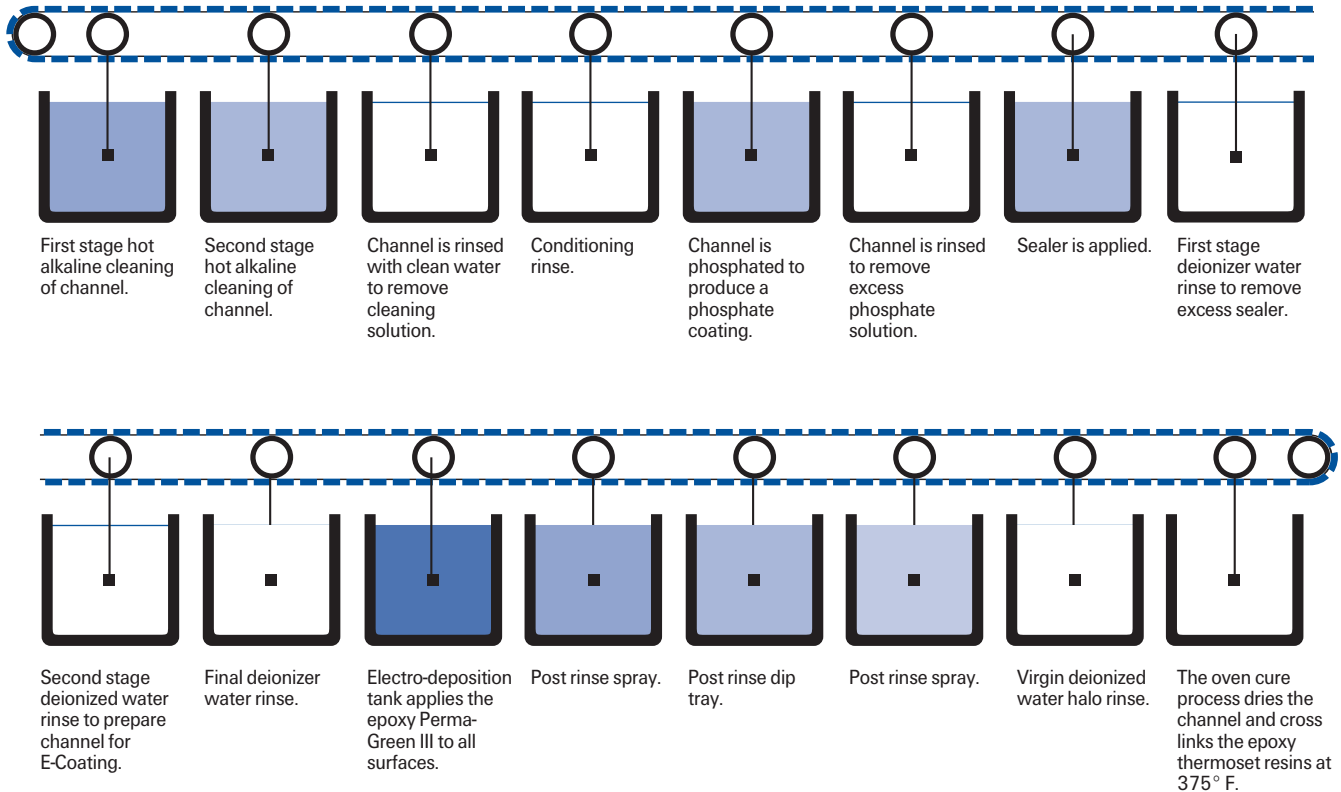 First stage hot
alkaline cleaning
of channel.
Second stage
hot alkaline
cleaning of
channel.
Channel is rinsed
with clean water
to remove
cleaning
solution.
Conditioning
rinse.
Channel is
phosphated to
produce a
phosphate
coating.
Channel is rinsed
to remove
excess
phosphate
solution.
Sealer is applied.
First stage
deionizer water
rinse to remove
excess sealer.
Second stage
deionized water
rinse to prepare
channel for
E-Coating.
Final deionizer
water rinse.
Electro-deposition
tank applies the
epoxy Perma-
Green III to all
surfaces.
Post rinse spray.
Post rinse dip
tray.
Post rinse spray.
Virgin deionized
water halo rinse.
The oven cure
process dries the
channel and cross
links the epoxy
thermoset resins at
375° F.